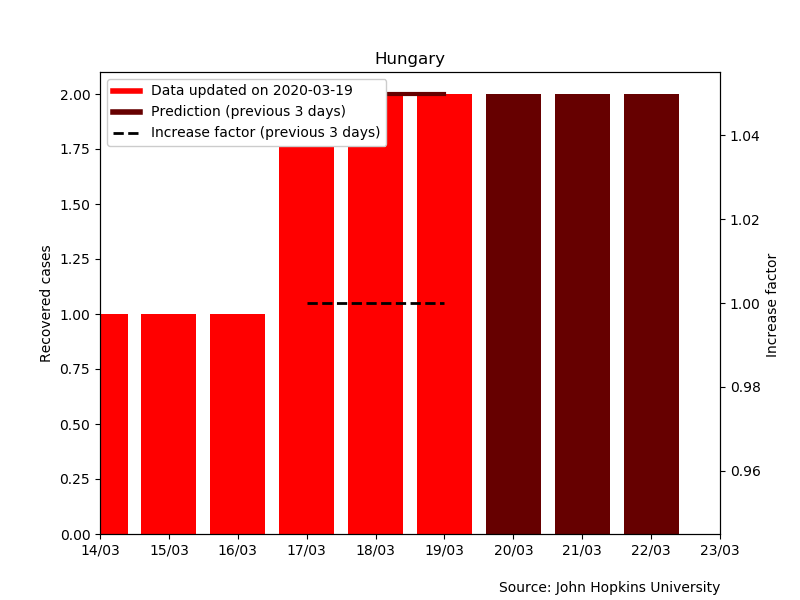 Hungary
Data updated on 2020-03-19
Prediction (previous 3 days)
Increase factor (previous 3 days)
2.00
1.75
1.50
1.25
1.00
0.75
0.50
0.25
0.00
Recovered cases
1.04
1.02
1.00
0.98
0.96
Increase factor
14/03 15/03 16/03 17/03 18/03 19/03 20/03 21/03 22/03 23/03
Source: John Hopkins University